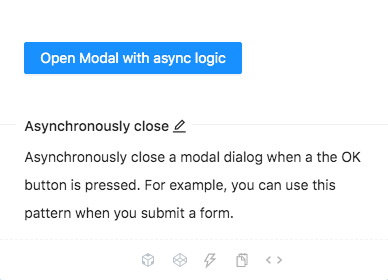 Open Modal with async logic
Asynchronously close
Asynchronously close a modal dialog when a the OK
button is pressed. For example, you can use this
pattern when you submit a form.